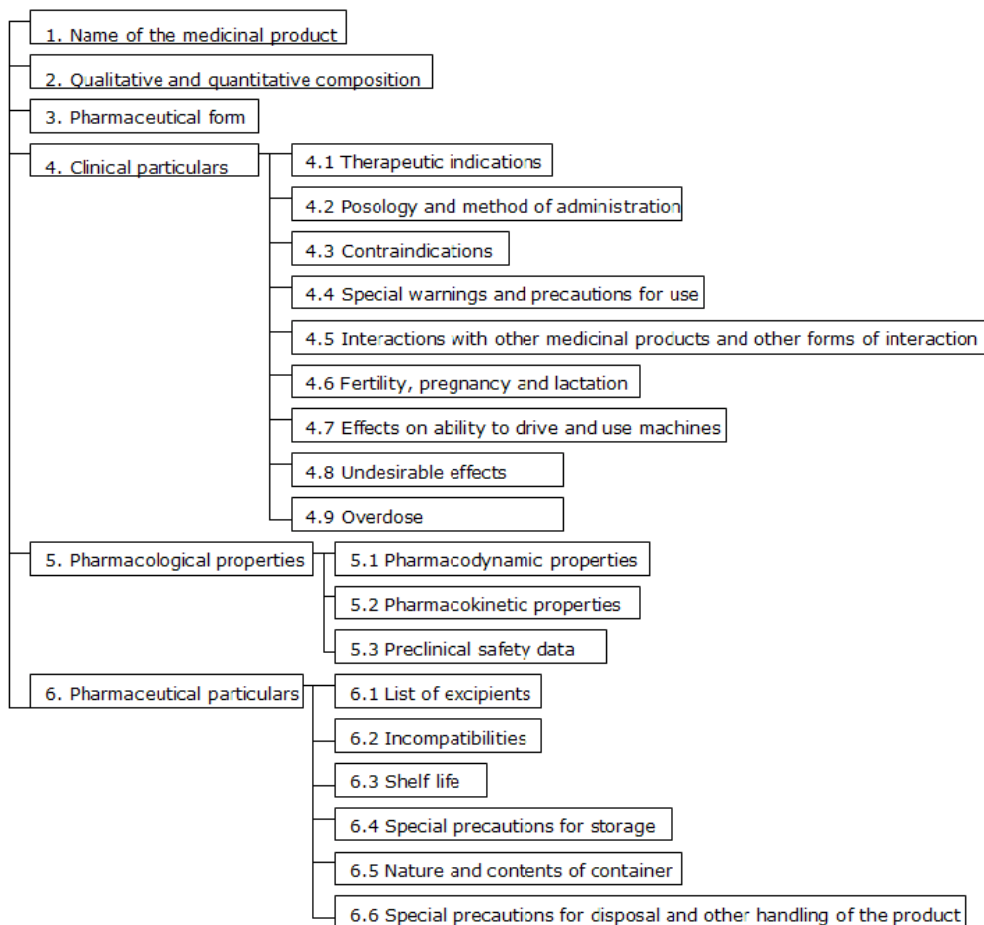 1. Name of the medicinal product
2. Qualitative and quantitative composition
3. Pharmaceutical form
4. Clinical particulars
4.1 Therapeutic indications
4.2 Posology and method of administration
4.3 Contraindications
4.4 Special warnings and precautions for use
4.5 Interactions with other medicinal products and other forms of interaction
4.6 Fertility, pregnancy and lactation
4.7 Effects on ability to drive and use machines
4.8 Undesirable effects
4.9 Overdose
5. Pharmacological properties
5.1 Pharmacodynamic properties
5.2 Pharmacokinetic properties
5.3 Preclinical safety data
6. Pharmaceutical particulars
6.1 List of excipients
6.2 Incompatibilities
6.3 Shelf life
6.4 Special precautions for storage
6.5 Nature and contents of container
6.6 Special precautions for disposal and other handling of the product